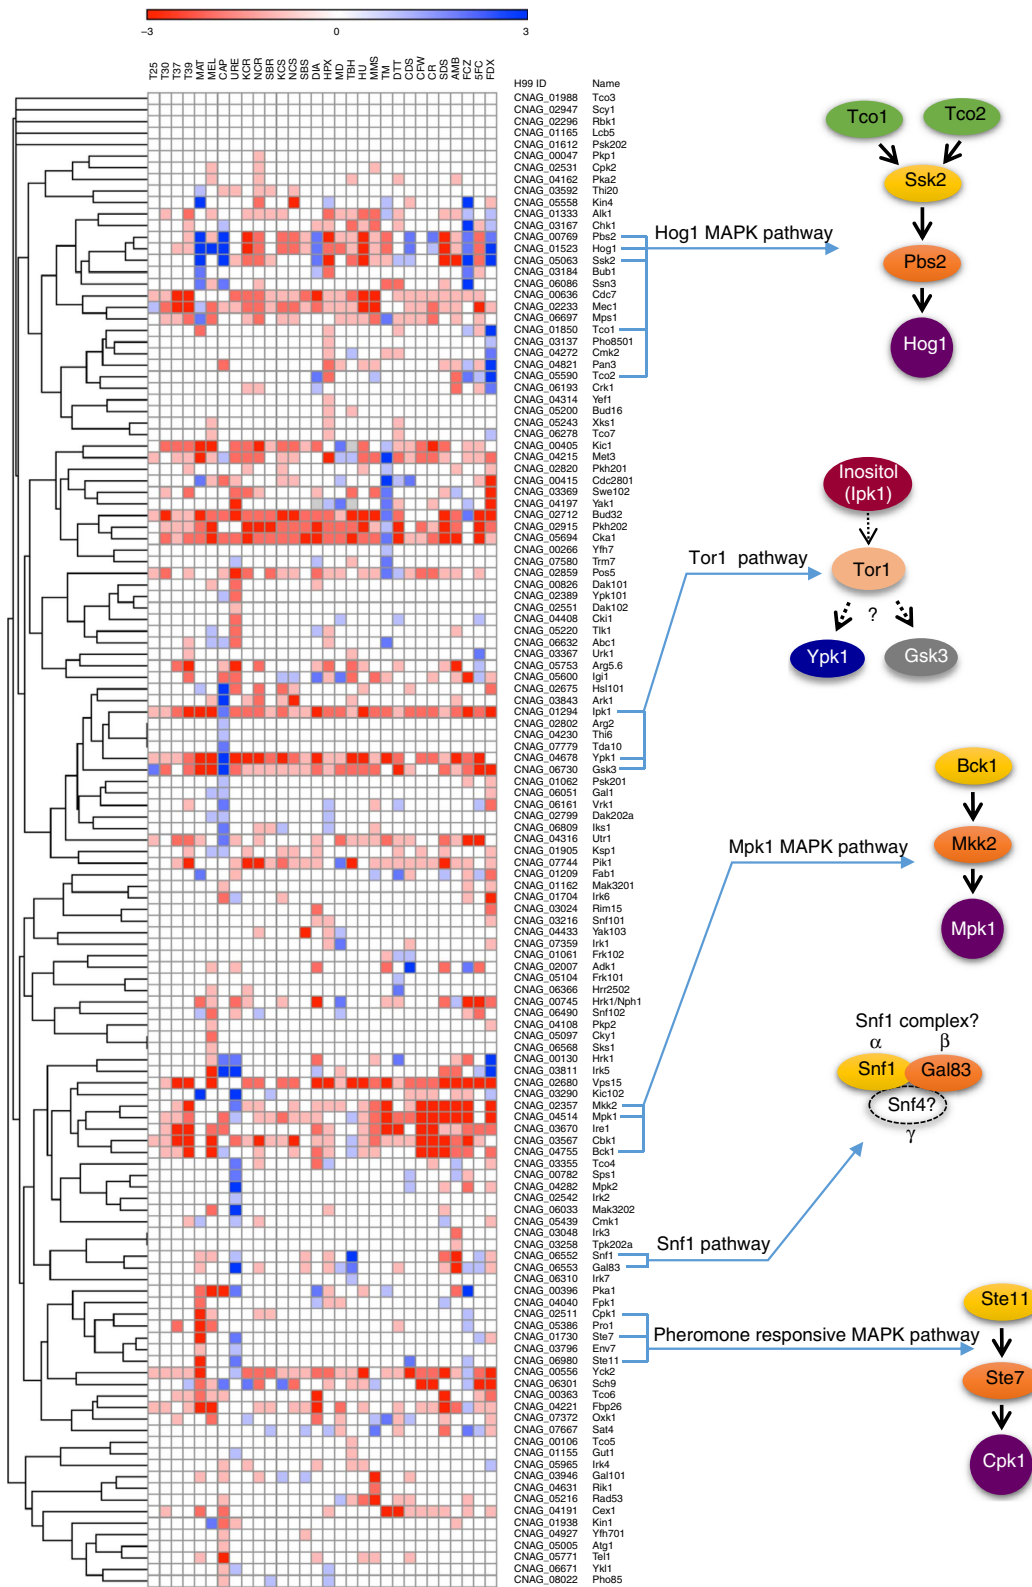 -3 0 3
T25 T30 T37 T39 MAT MEL CAP URE KCR NCR SBR KCS NCS SBS DIA HPX MD TBH HU MMS TM DTT CDS CFW CR SDS AMB FCZ 5FC FDX
H99 ID Name
CNAG_01988 Tco3
CNAG_02947 Scy1
CNAG_02296 Rbk1
CNAG_01165 Lcb5
CNAG_01612 Psk202
CNAG_00047 Pkp1
CNAG_02531 Cpk2
CNAG_04162 Pka2
CNAG_03592 Thi20
CNAG_05558 Kin4
CNAG_01333 Alk1
CNAG_03167 Chk1
CNAG_00769 Pbs2
CNAG_01523 Hog1
CNAG_05063 Ssk2
CNAG_03184 Bub1
CNAG_06086 Ssn3
CNAG_00636 Cdc7
CNAG_02233 Mec1
CNAG_06697 Mps1
CNAG_01850 Tco1
CNAG_03137 Pho8501
CNAG_04272 Cmk2
CNAG_04821 Pan3
CNAG_05590 Tco2
CNAG_06193 Crk1
CNAG_04314 Yef1
CNAG_05200 Bud16
CNAG_05243 Xks1
CNAG_06278 Tco7
CNAG_00405 Kic1
CNAG_04215 Met3
CNAG_02820 Pkh201
CNAG_00415 Cdc2801
CNAG_03369 Swe102
CNAG_04197 Yak1
CNAG_02712 Bud32
CNAG_02915 Pkh202
CNAG_05694 Cka1
CNAG_00266 Yfh7
CNAG_07580 Trm7
CNAG_02859 Pos5
CNAG_00826 Dak101
CNAG_02389 Ypk101
CNAG_02551 Dak102
CNAG_04408 Cki1
CNAG_05220 Tlk1
CNAG_06632 Abc1
CNAG_03367 Urk1
CNAG_05753 Arg5.6
CNAG_05600 Igi1
CNAG_02675 Hsl101
CNAG_03843 Ark1
CNAG_01294 Ipk1
CNAG_02802 Arg2
CNAG_04230 Thi6
CNAG_07779 Tda10
CNAG_04678 Ypk1
CNAG_06730 Gsk3
CNAG_01062 Psk201
CNAG_06051 Gal1
CNAG_06161 Vrk1
CNAG_02799 Dak202a
CNAG_06809 Iks1
CNAG_04316 Utr1
CNAG_01905 Ksp1
CNAG_07744 Pik1
CNAG_01209 Fab1
CNAG_01162 Mak3201
CNAG_01704 Irk6
CNAG_03024 Rim15
CNAG_03216 Snf101
CNAG_04433 Yak103
CNAG_07359 Irk1
CNAG_01061 Frk102
CNAG_02007 Adk1
CNAG_05104 Frk101
CNAG_06366 Hrr2502
CNAG_00745 Hrk1/Nph1
CNAG_06490 Snf102
CNAG_04108 Pkp2
CNAG_05097 Cky1
CNAG_06568 Sks1
CNAG_00130 Hrk1
CNAG_03811 Irk5
CNAG_02680 Vps15
CNAG_03290 Kic102
CNAG_02357 Mkk2
CNAG_04514 Mpk1
CNAG_03670 Ire1
CNAG_03567 Cbk1
CNAG_04755 Bck1
CNAG_03355 Tco4
CNAG_00782 Sps1
CNAG_04282 Mpk2
CNAG_02542 Irk2
CNAG_06033 Mak3202
CNAG_05439 Cmk1
CNAG_03048 Irk3
CNAG_03258 Tpk202a
CNAG_06552 Snf1
CNAG_06553 Gal83
CNAG_06310 Irk7
CNAG_00396 Pka1
CNAG_04040 Fpk1
CNAG_02511 Cpk1
CNAG_05386 Pro1
CNAG_01730 Ste7
CNAG_03796 Env7
CNAG_06980 Ste11
CNAG_00556 Yck2
CNAG_06301 Sch9
CNAG_00363 Tco6
CNAG_04221 Fbp26
CNAG_07372 Oxk1
CNAG_07667 Sat4
CNAG_00106 Tco5
CNAG_01155 Gut1
CNAG_05965 Irk4
CNAG_03946 Gal101
CNAG_04631 Rik1
CNAG_05216 Rad53
CNAG_04191 Cex1
CNAG_01938 Kin1
CNAG_04927 Yfh701
CNAG_05005 Atg1
CNAG_05771 Tel1
CNAG_06671 Ykl1
CNAG_08022 Pho85
Tco1 Tco2
Ssk2
Hog1 MAPK pathway
Pbs2
Hog1
Inositol
(Ipk1)
Tor1 pathway
Tor1
?
Ypk1 Gsk3
Bck1
Mpk1 MAPK pathway
Mkk2
Mpk1
Snf1 complex?
α β
Snf1 Gal83
Snf4?
γ
Snf1 pathway
Ste11
Pheromone responsive MAPK pathway
Ste7
Cpk1